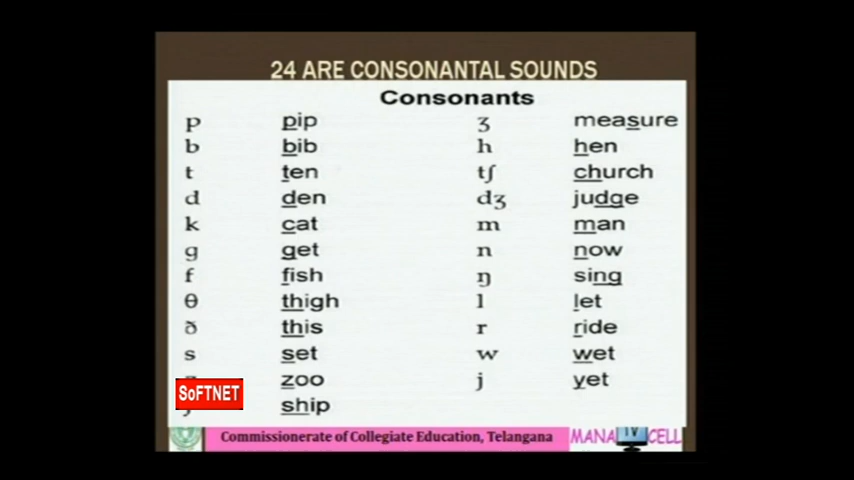 24 ARE CONSONANTAL SOUNDS
Consonants
p pip ʒ measure
b bib h hen
t ten tʃ church
d den dʒ judge
k cat m man
g get n now
f fish ŋ sing
θ thigh l let
ð this r ride
s set w wet
zoo j yet
ship
SoFTNET
Commissionerate of Collegiate Education, Telangana MANA TV CELL